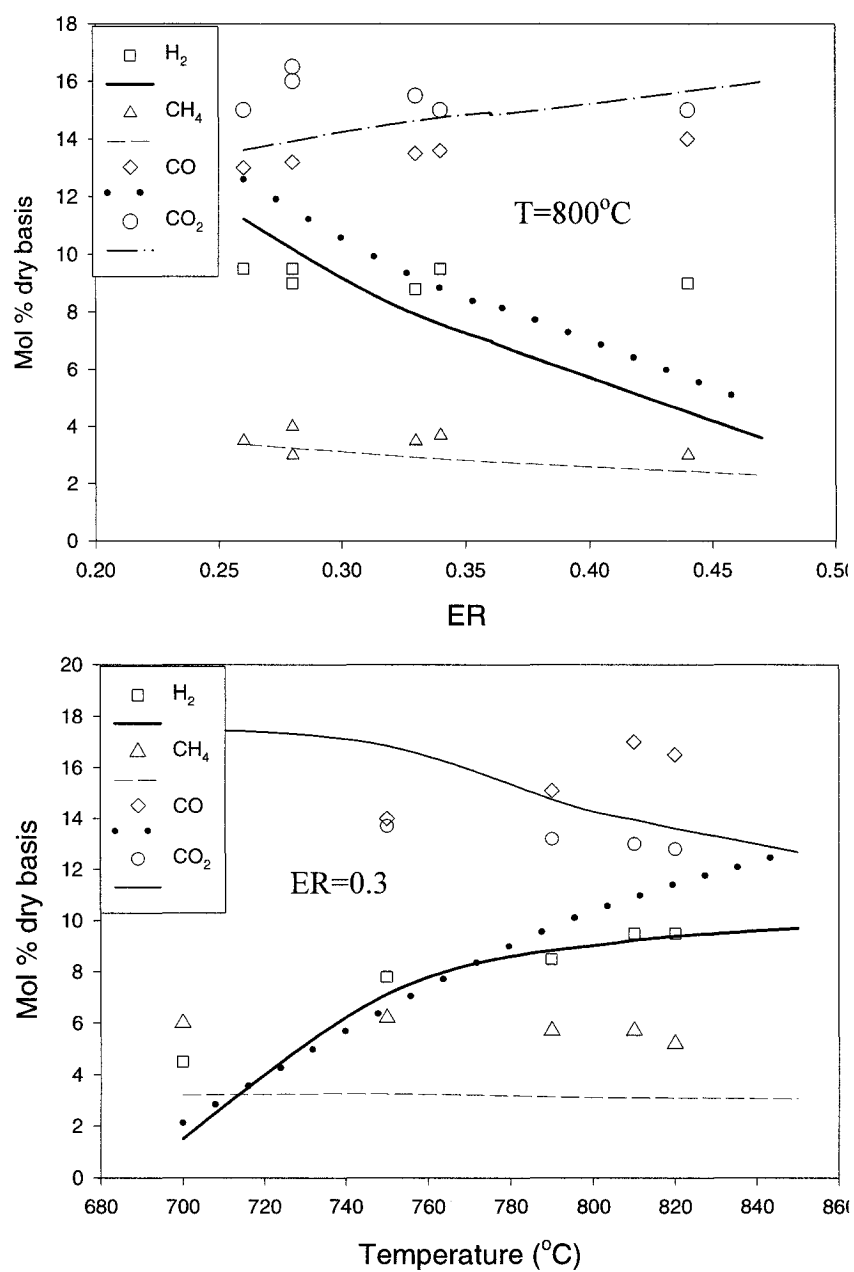 18
16
14
12
10
8
6
4
2
0
Mol % dry basis
H2
CH4
CO
CO2
T=800°C
0.20 0.25 0.30 0.35 0.40 0.45 0.50
ER
20
18
16
14
12
10
8
6
4
2
0
Mol % dry basis
H2
CH4
CO
CO2
ER=0.3
680 700 720 740 760 780 800 820 840 860
Temperature (°C)